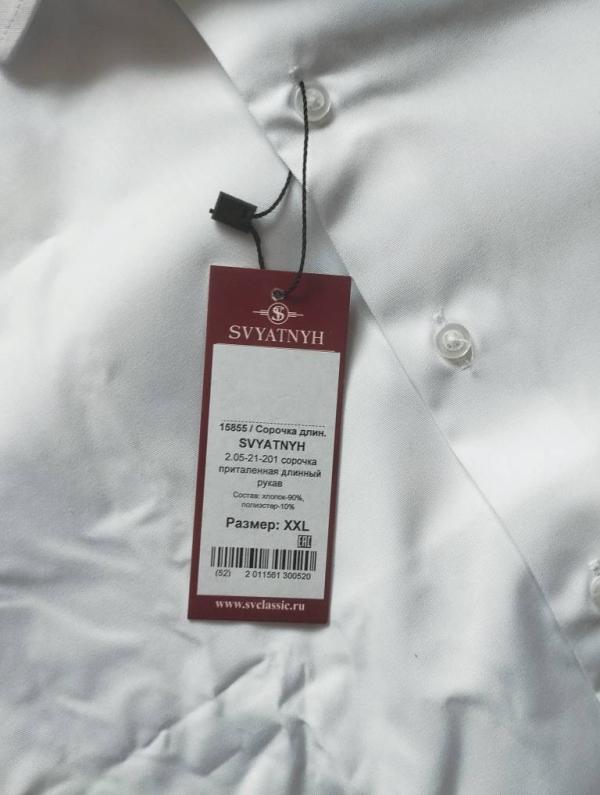 SVYATNYH
15855 / Сорочка длин.
SVYATNYH
2.05-21-201 сорочка
приталенная длинный
рукав
Состав: хлопок-90%,
полиэстер-10%
Размер: XXL
EAC
(52) 2 011561 300520
www.svclassic.ru